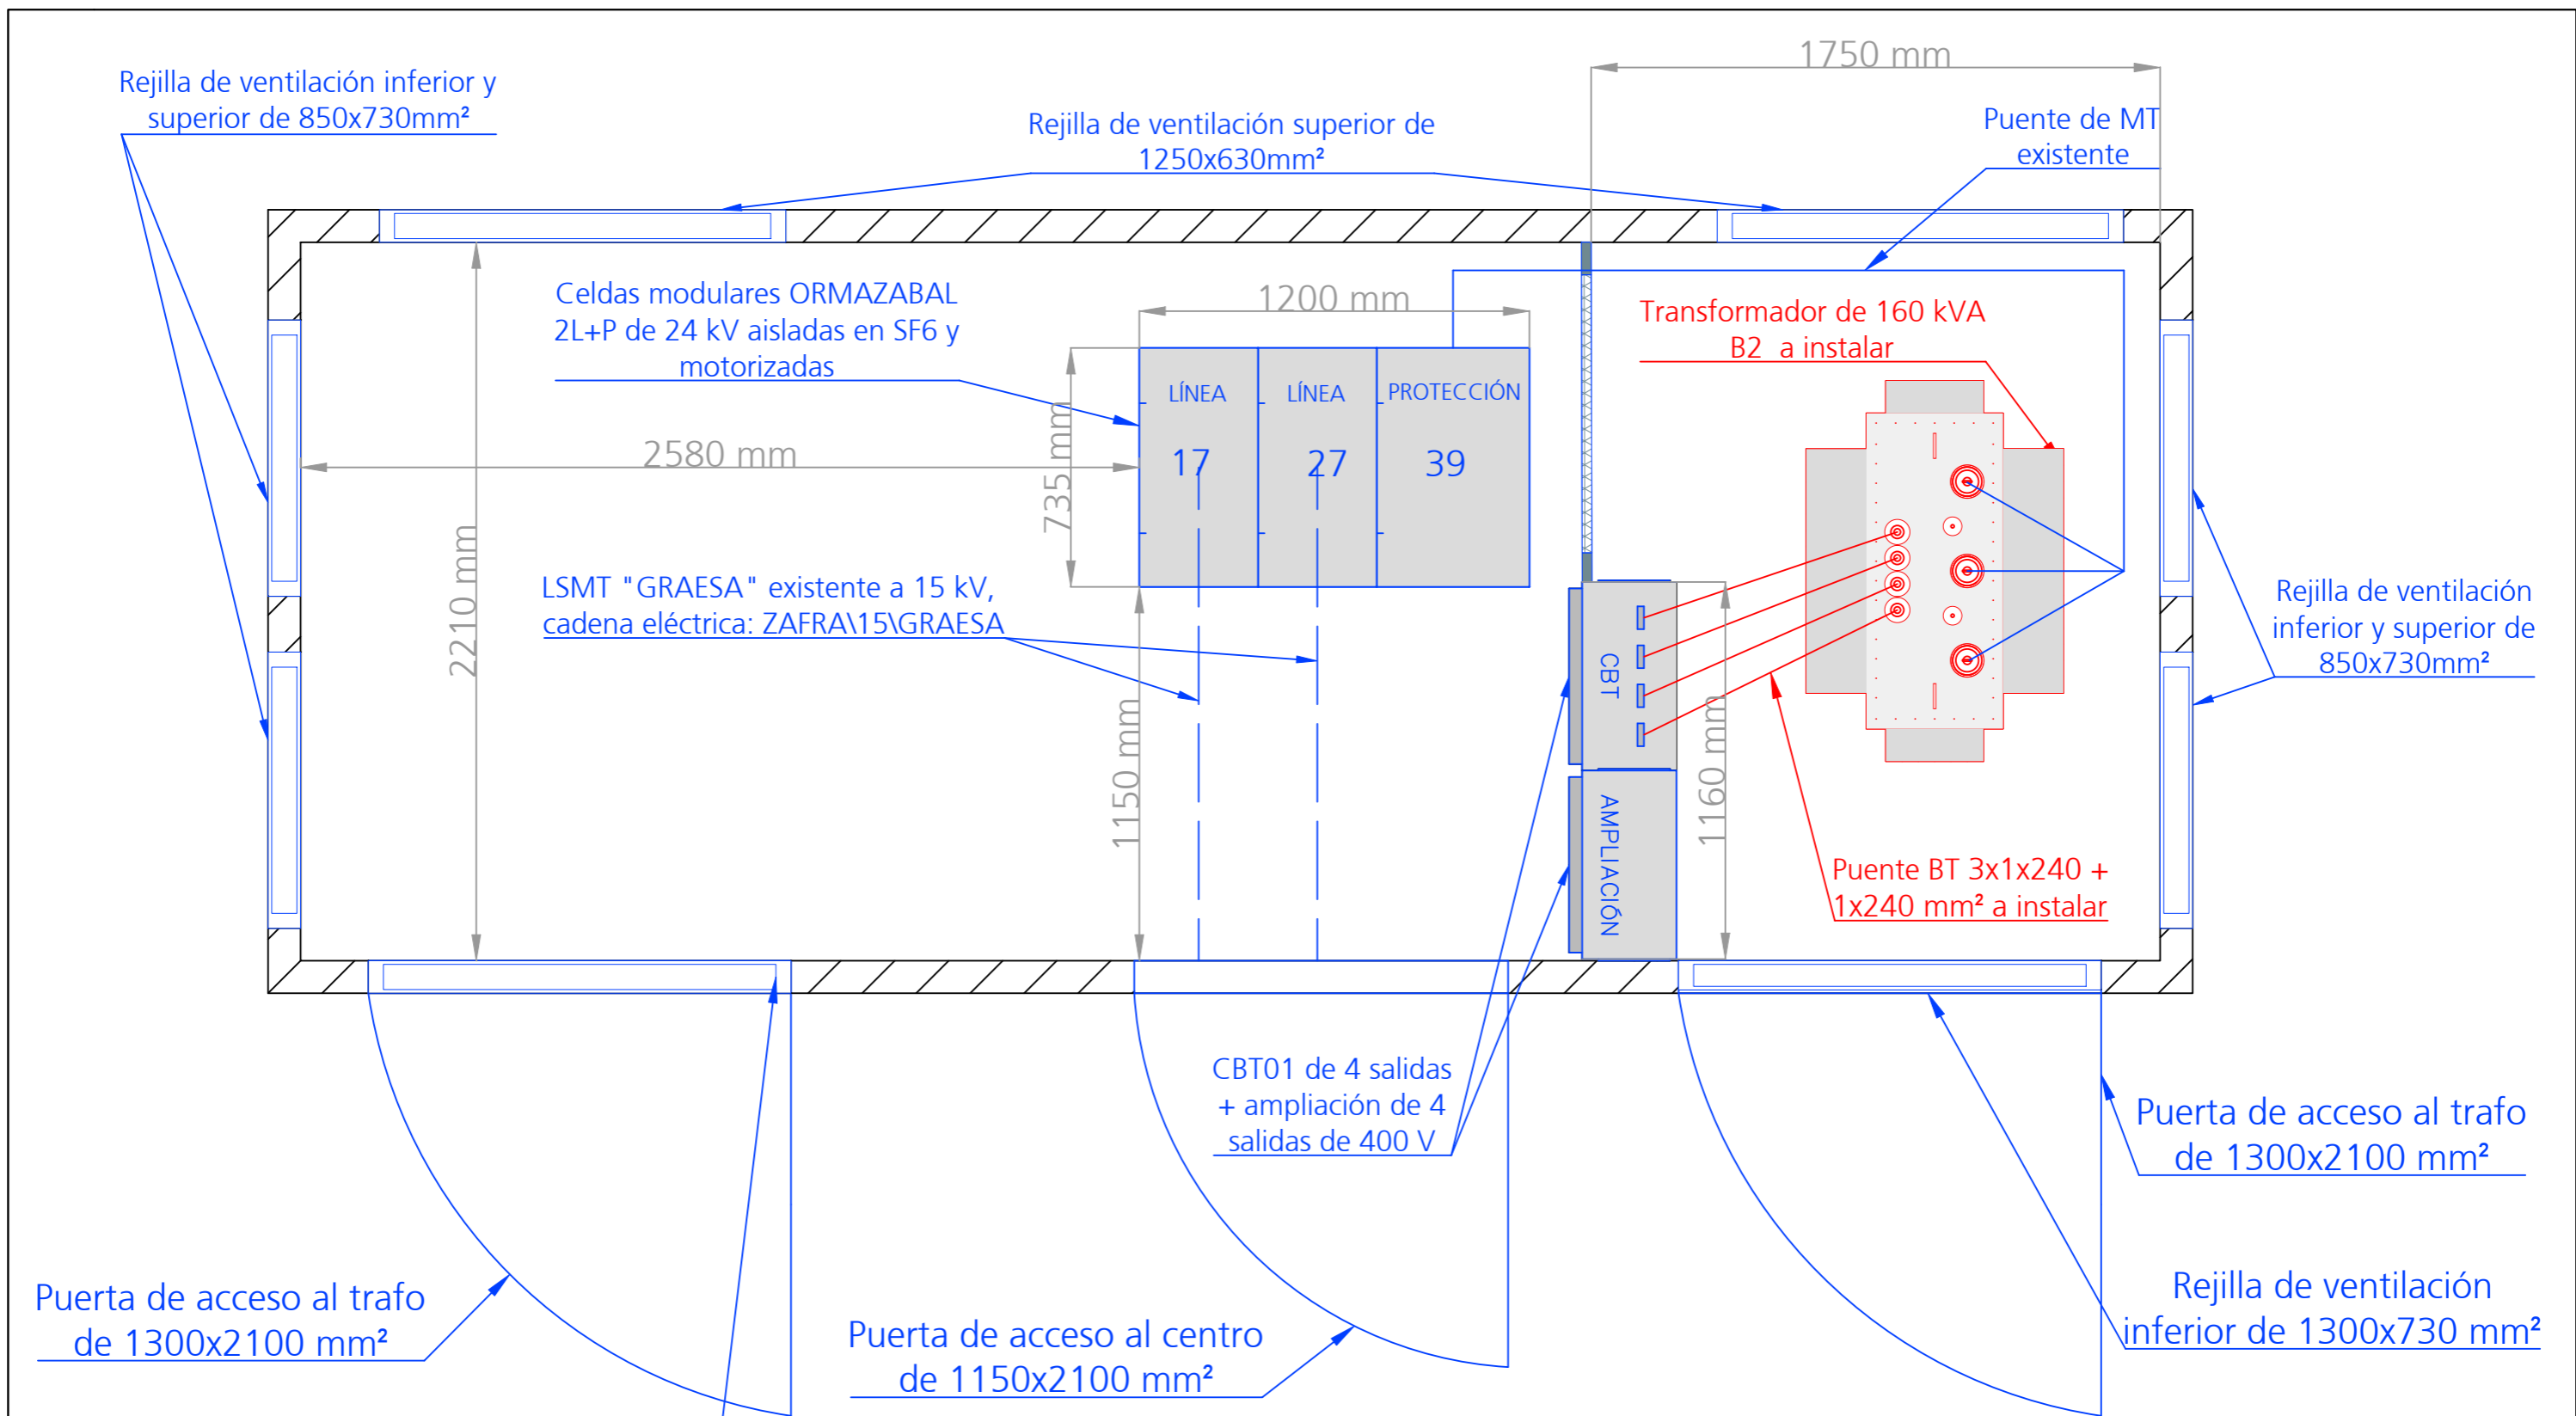 1750 mm
Rejilla de ventilación inferior y
superior de 850x730mm²
Rejilla de ventilación superior de
1250x630mm²
Puente de MT
existente
Celdas modulares ORMAZABAL
2L+P de 24 kV aisladas en SF6 y
motorizadas
1200 mm
Transformador de 160 kVA
B2 a instalar
LÍNEA
LÍNEA
PROTECCIÓN
17
27
39
2580 mm
735 mm
2210 mm
LSMT "GRAESA" existente a 15 kV,
cadena eléctrica: ZAFRA\15\GRAESA
Rejilla de ventilación
inferior y superior de
850x730mm²
CBT
1150 mm
1160 mm
AMPLIACIÓN
Puente BT 3x1x240 +
1x240 mm² a instalar
CBT01 de 4 salidas
+ ampliación de 4
salidas de 400 V
Puerta de acceso al trafo
de 1300x2100 mm²
Puerta de acceso al trafo
de 1300x2100 mm²
Puerta de acceso al centro
de 1150x2100 mm²
Rejilla de ventilación
inferior de 1300x730 mm²